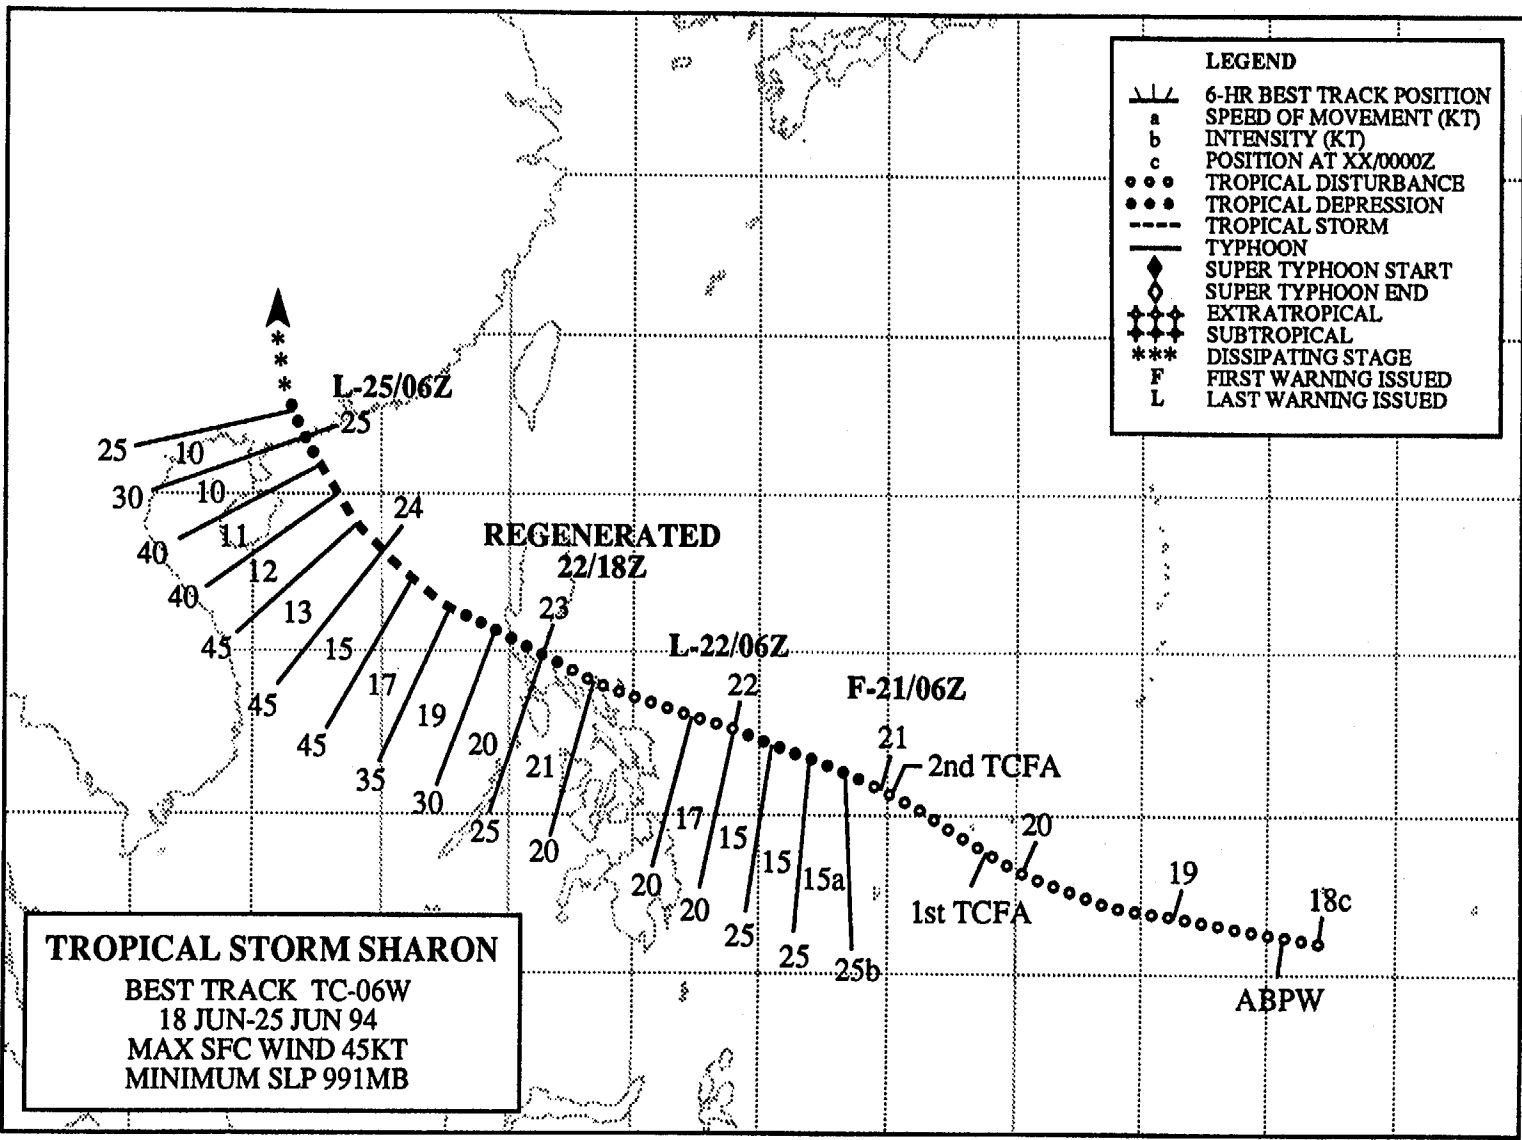 LEGEND
6-HR BEST TRACK POSITION
a SPEED OF MOVEMENT (KT)
b INTENSITY (KT)
c POSITION AT XX/0000Z
TROPICAL DISTURBANCE
TROPICAL DEPRESSION
TROPICAL STORM
TYPHOON
SUPER TYPHOON START
SUPER TYPHOON END
EXTRATROPICAL
SUBTROPICAL
*** DISSIPATING STAGE
F FIRST WARNING ISSUED
L LAST WARNING ISSUED
L-25/06Z
25
25
10
30
10
24
40
11
REGENERATED
22/18Z
40
12
23
45
13
15
L-22/06Z
45
17
22
F-21/06Z
45
19
21
35
20
21
2nd TCFA
30
25
20
17
15
20
20
15
15a
20
19
1st TCFA
18c
25
25
25b
ABPW
TROPICAL STORM SHARON
BEST TRACK TC-06W
18 JUN-25 JUN 94
MAX SFC WIND 45KT
MINIMUM SLP 991MB